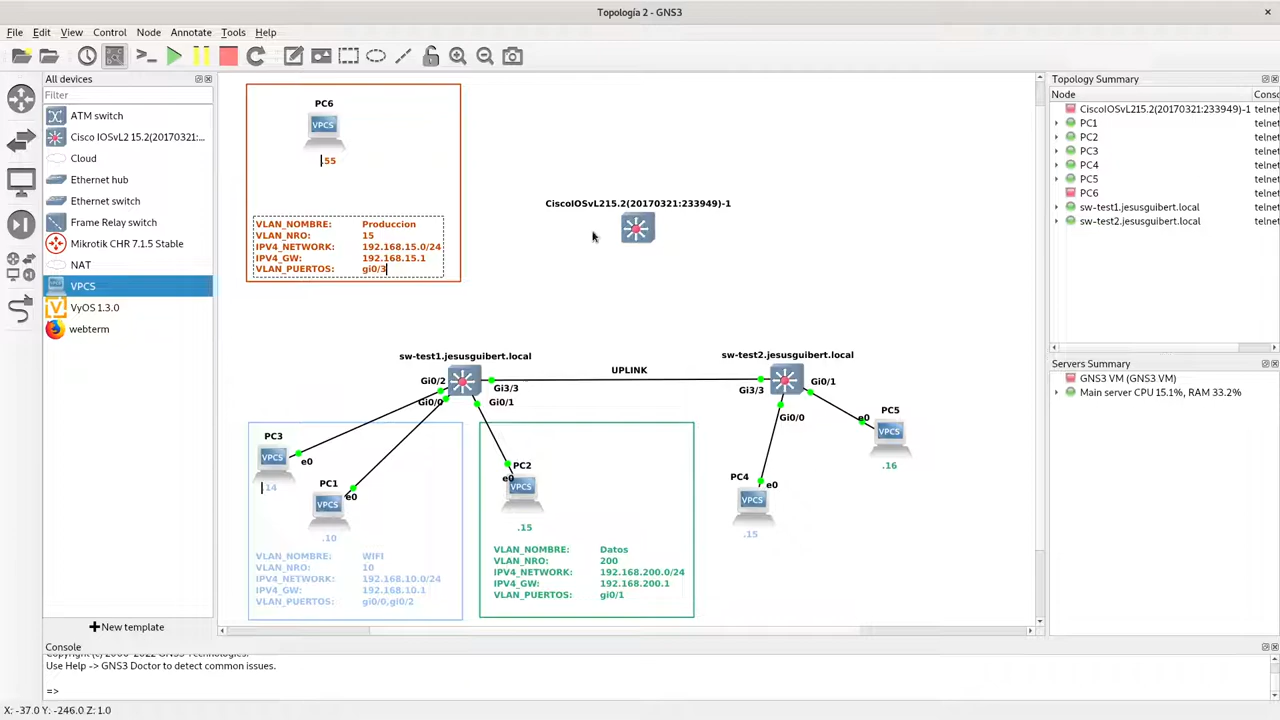 Topología 2 - GNS3
File Edit View Control Node Annotate Tools Help
All devices
Filter
ATM switch
Cisco IOSvL2 15.2(20170321:...
Cloud
Ethernet hub
Ethernet switch
Frame Relay switch
Mikrotik CHR 7.1.5 Stable
NAT
VPCS
VyOS 1.3.0
webterm
New template
PC6
VPCS
.55
VLAN_NOMBRE: Produccion
VLAN_NRO: 15
IPV4_NETWORK: 192.168.15.0/24
IPV4_GW: 192.168.15.1
VLAN_PUERTOS: gi0/3
CiscoIOSvL215.2(20170321:233949)-1
sw-test1.jesusguibert.local
sw-test2.jesusguibert.local
UPLINK
Gi0/2
Gi3/3
Gi0/0
Gi0/1
Gi3/3
Gi0/1
Gi0/0
PC3
VPCS
e0
14
PC1
VPCS
e0
.10
VLAN_NOMBRE: WIFI
VLAN_NRO: 10
IPV4_NETWORK: 192.168.10.0/24
IPV4_GW: 192.168.10.1
VLAN_PUERTOS: gi0/0,gi0/2
PC2
e0
VPCS
.15
VLAN_NOMBRE: Datos
VLAN_NRO: 200
IPV4_NETWORK: 192.168.200.0/24
IPV4_GW: 192.168.200.1
VLAN_PUERTOS: gi0/1
PC4
e0
VPCS
.15
PC5
e0
VPCS
.16
Topology Summary
Node Conso
CiscoIOSvL215.2(20170321:233949)-1 telnet
PC1 telnet
PC2 telnet
PC3 telnet
PC4 telnet
PC5 telnet
PC6 telnet
sw-test1.jesusguibert.local telnet
sw-test2.jesusguibert.local telnet
Servers Summary
GNS3 VM (GNS3 VM)
Main server CPU 15.1%, RAM 33.2%
Console
Use Help -> GNS3 Doctor to detect common issues.
=>
X: -37.0 Y: -246.0 Z: 1.0